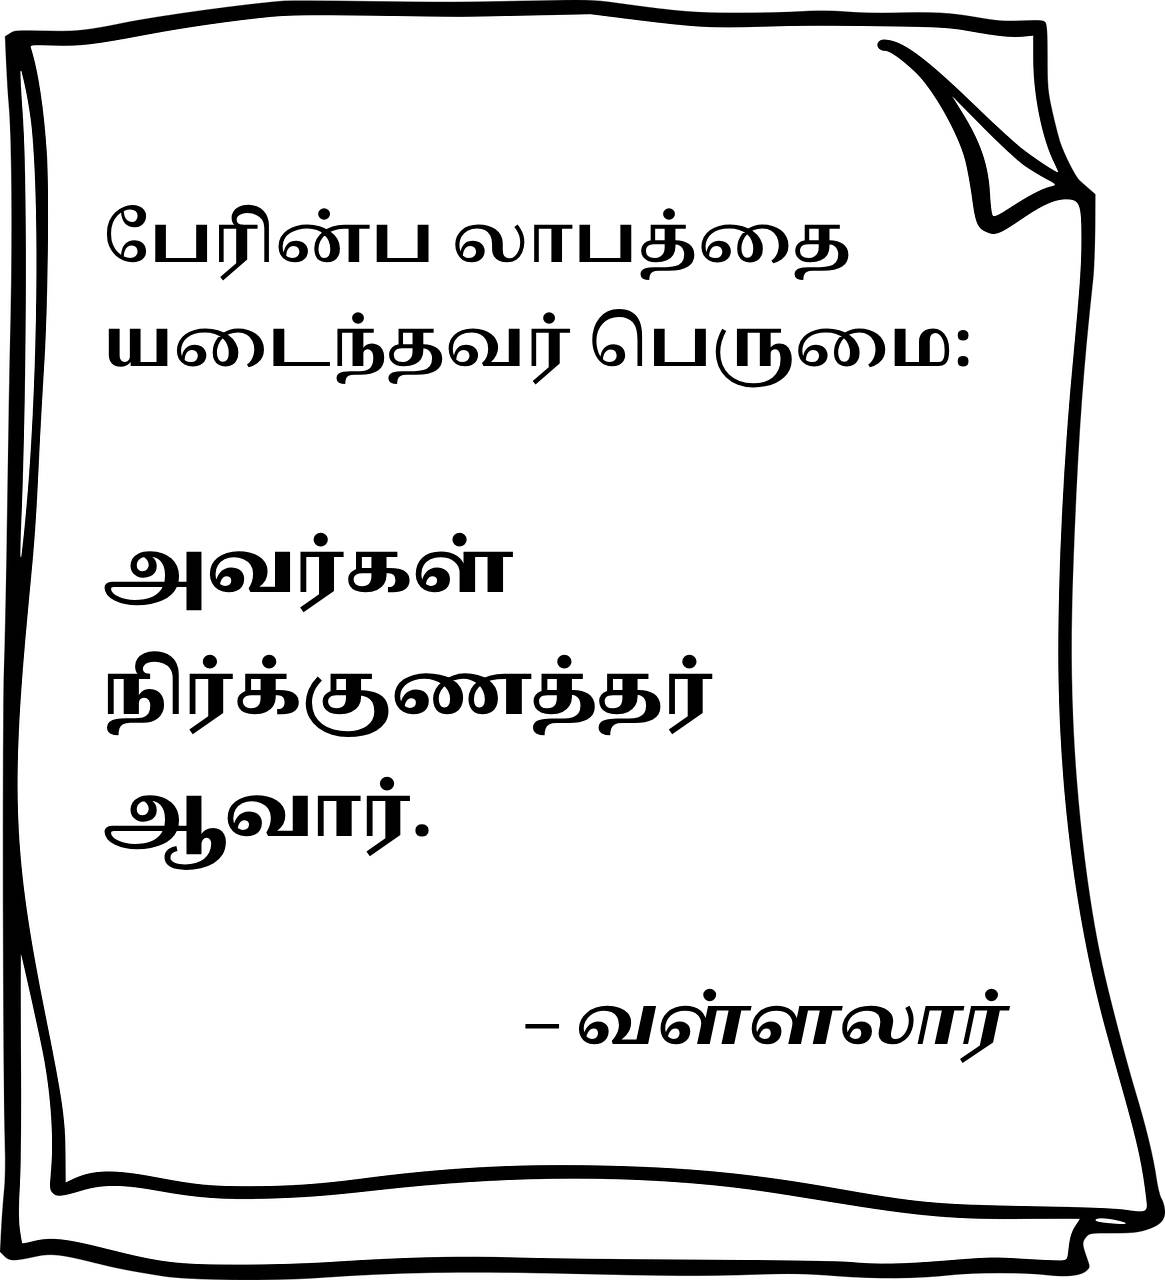 பேரின்ப லாபத்தை
யடைந்தவர் பெருமை:
அவர்கள்
நிர்க்குணத்தர்
ஆவார்.
– வள்ளலார்